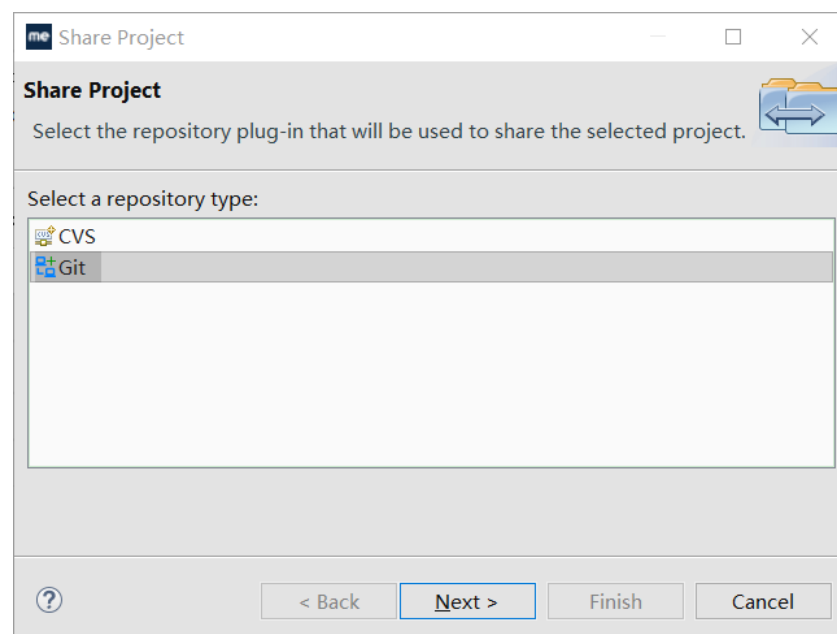 me Share Project
Share Project
Select the repository plug-in that will be used to share the selected project.
Select a repository type:
CVS
Git
? < Back Next > Finish Cancel